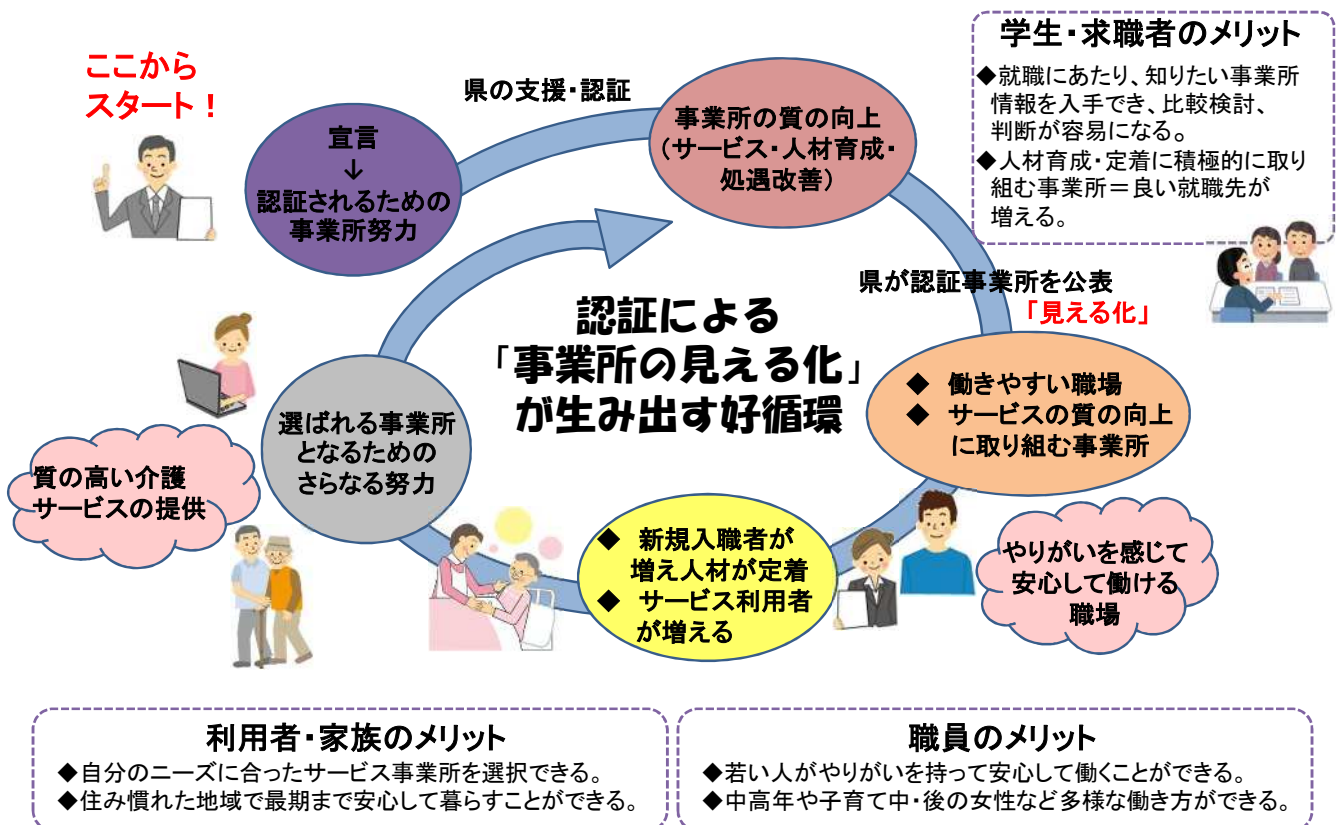 ここから
スタート！
県の支援・認証
宣言
↓
認証されるための
事業所努力
事業所の質の向上
（サービス・人材育成・
処遇改善）
学生・求職者のメリット
◆就職にあたり、知りたい事業所
情報を入手でき、比較検討、
判断が容易になる。
◆人材育成・定着に積極的に取り
組む事業所＝良い就職先が
増える。
県が認証事業所を公表
「見える化」
認証による
「事業所の見える化」
が生み出す好循環
◆ 働きやすい職場
◆ サービスの質の向上
に取り組む事業所
選ばれる事業所
となるための
さらなる努力
質の高い介護
サービスの提供
◆ 新規入職者が
増え人材が定着
◆ サービス利用者
が増える
やりがいを感じて
安心して働ける
職場
利用者・家族のメリット
◆自分のニーズに合ったサービス事業所を選択できる。
◆住み慣れた地域で最期まで安心して暮らすことができる。
職員のメリット
◆若い人がやりがいを持って安心して働くことができる。
◆中高年や子育て中・後の女性など多様な働き方ができる。